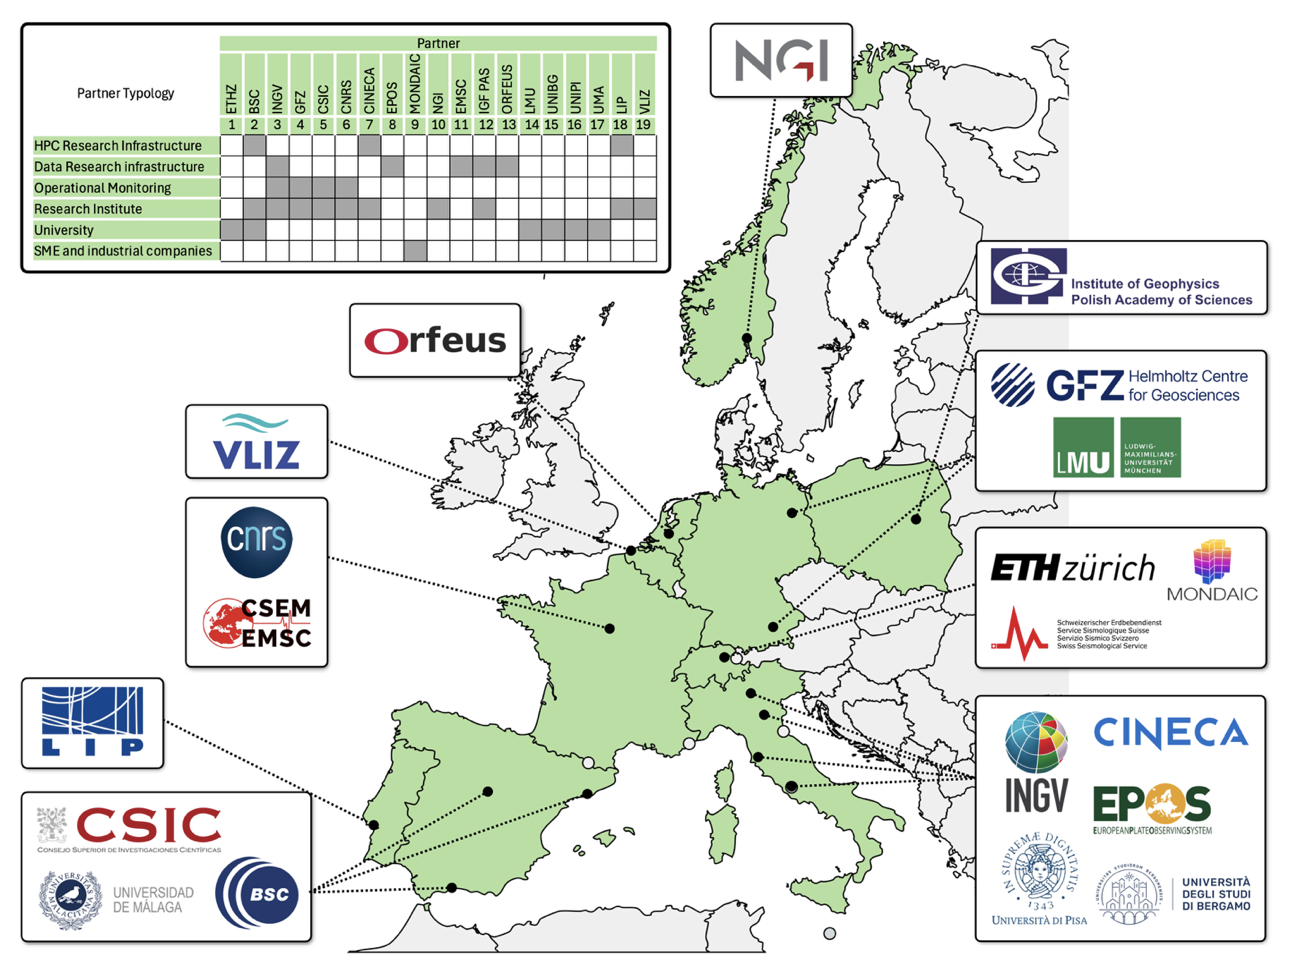 Partner
Partner Typology
ETHZ
BSC
INGV
GFZ
CSIC
CNRS
CINECA
EPOS
MONDAIC
NGI
EMSC
IGF PAS
ORFEUS
LMU
UNIBG
UNIPI
UMA
LIP
VLIZ
1 2 3 4 5 6 7 8 9 10 11 12 13 14 15 16 17 18 19
HPC Research Infrastructure
Data Research infrastructure
Operational Monitoring
Research Institute
University
SME and industrial companies
NGI
Institute of Geophysics
Polish Academy of Sciences
Orfeus
GFZ Helmholtz Centre
for Geosciences
LMU
LUDWIG-
MAXIMILIANS-
UNIVERSITÄT
MÜNCHEN
VLIZ
cnrs
CSEM
EMSC
ETH zürich
MONDAIC
Schweizerischer Erdbebendienst
Service Sismologique Suisse
Servizio Sismico Svizzero
Swiss Seismological Service
LIP
INGV
CINECA
EPOS
EUROPEANPLATEOBSERVINGSYSTEM
CSIC
CONSEJO SUPERIOR DE INVESTIGACIONES CIENTÍFICAS
UNIVERSIDAD
DE MÁLAGA
BSC
IN SUPREMÆ DIGNITATIS
·1343·
UNIVERSITÀ DI PISA
UNIVERSITÀ
DEGLI STUDI
DI BERGAMO